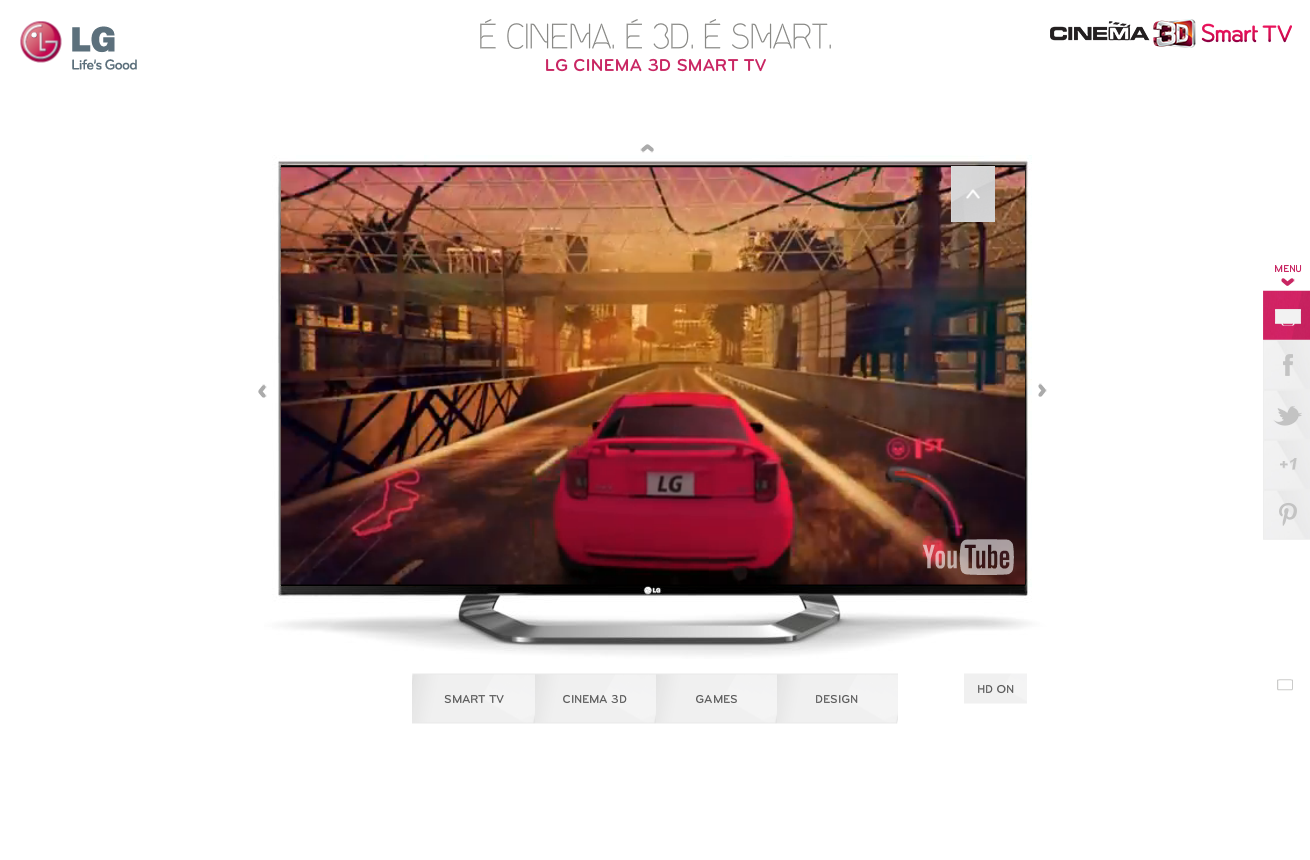 LG
Life's Good
É CINEMA. É 3D. É SMART.
LG CINEMA 3D SMART TV
CINEMA 3D Smart TV
MENU
f
+1
1ST
LG
YouTube
LG
SMART TV
CINEMA 3D
GAMES
DESIGN
HD ON